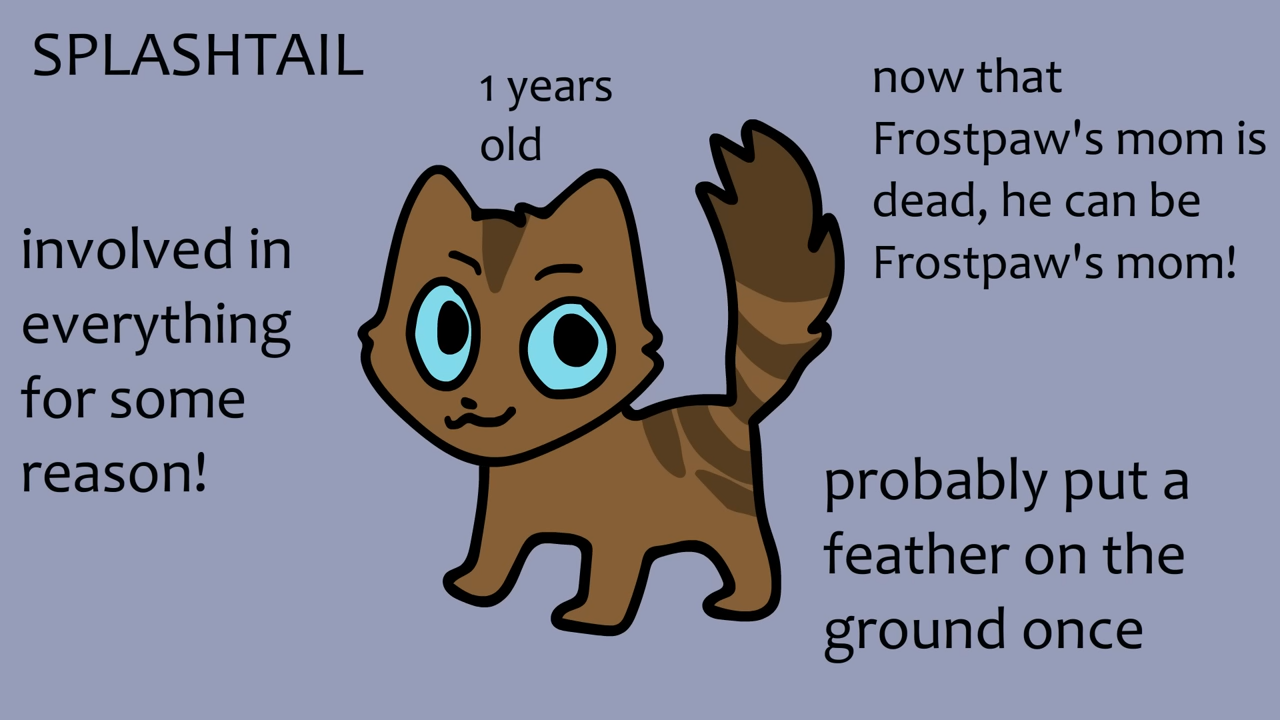 SPLASHTAIL
1 years
old
now that
Frostpaw's mom is
dead, he can be
Frostpaw's mom!
involved in
everything
for some
reason!
probably put a
feather on the
ground once